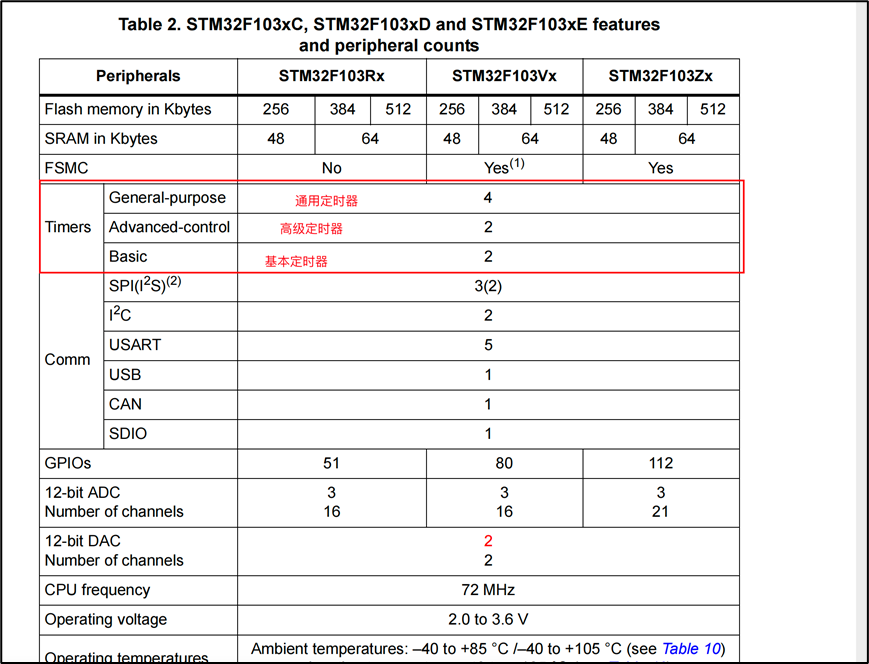 Table 2. STM32F103xC, STM32F103xD and STM32F103xE features
and peripheral counts
Peripherals STM32F103Rx STM32F103Vx STM32F103Zx
Flash memory in Kbytes 256 384 512 256 384 512 256 384 512
SRAM in Kbytes 48 64 48 64 48 64
FSMC No Yes(1) Yes
Timers General-purpose 通用定时器 4
Advanced-control 高级定时器 2
Basic 基本定时器 2
Comm SPI(I2S)(2) 3(2)
I2C 2
USART 5
USB 1
CAN 1
SDIO 1
GPIOs 51 80 112
12-bit ADC 3 3 3
Number of channels 16 16 21
12-bit DAC 2
Number of channels 2
CPU frequency 72 MHz
Operating voltage 2.0 to 3.6 V
Operating temperatures Ambient temperatures: –40 to +85 °C /–40 to +105 °C (see Table 10)